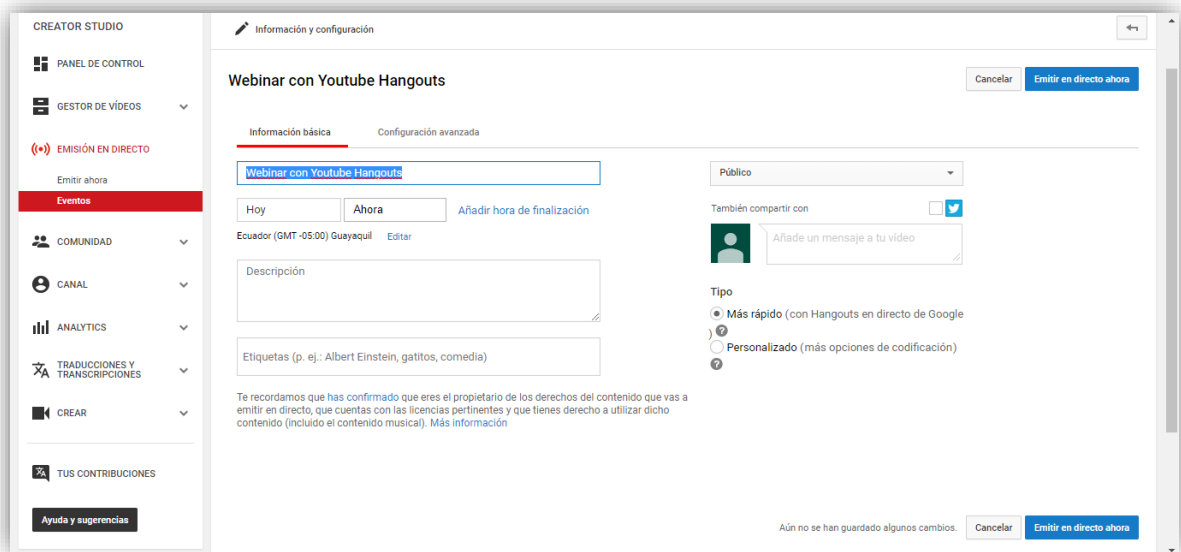 CREATOR STUDIO
PANEL DE CONTROL
GESTOR DE VÍDEOS
EMISIÓN EN DIRECTO
Emitir ahora
Eventos
COMUNIDAD
CANAL
ANALYTICS
TRADUCCIONES Y
TRANSCRIPCIONES
CREAR
TUS CONTRIBUCIONES
Ayuda y sugerencias
Información y configuración
Webinar con Youtube Hangouts
Cancelar
Emitir en directo ahora
Información básica
Configuración avanzada
Webinar con Youtube Hangouts
Hoy
Ahora
Añadir hora de finalización
Ecuador (GMT -05:00) Guayaquil Editar
Descripción
Etiquetas (p. ej.: Albert Einstein, gatitos, comedia)
Te recordamos que has confirmado que eres el propietario de los derechos del contenido que vas a
emitir en directo, que cuentas con las licencias pertinentes y que tienes derecho a utilizar dicho
contenido (incluido el contenido musical). Más información
Público
También compartir con
Añade un mensaje a tu vídeo
Tipo
Más rápido (con Hangouts en directo de Google
) ?
Personalizado (más opciones de codificación)
?
Aún no se han guardado algunos cambios.
Cancelar
Emitir en directo ahora